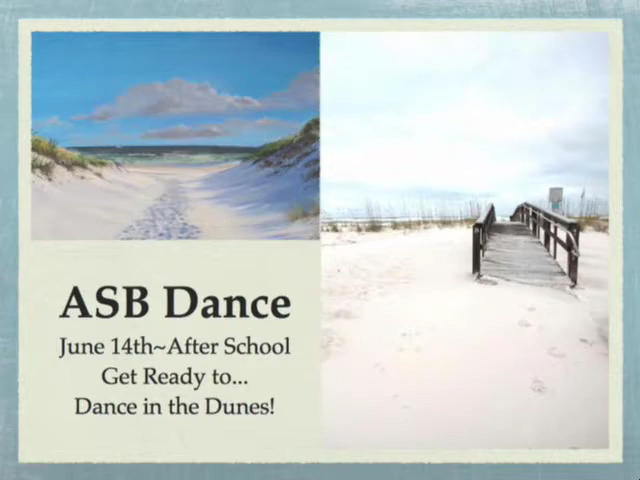 ASB Dance
June 14th~After School
Get Ready to...
Dance in the Dunes!